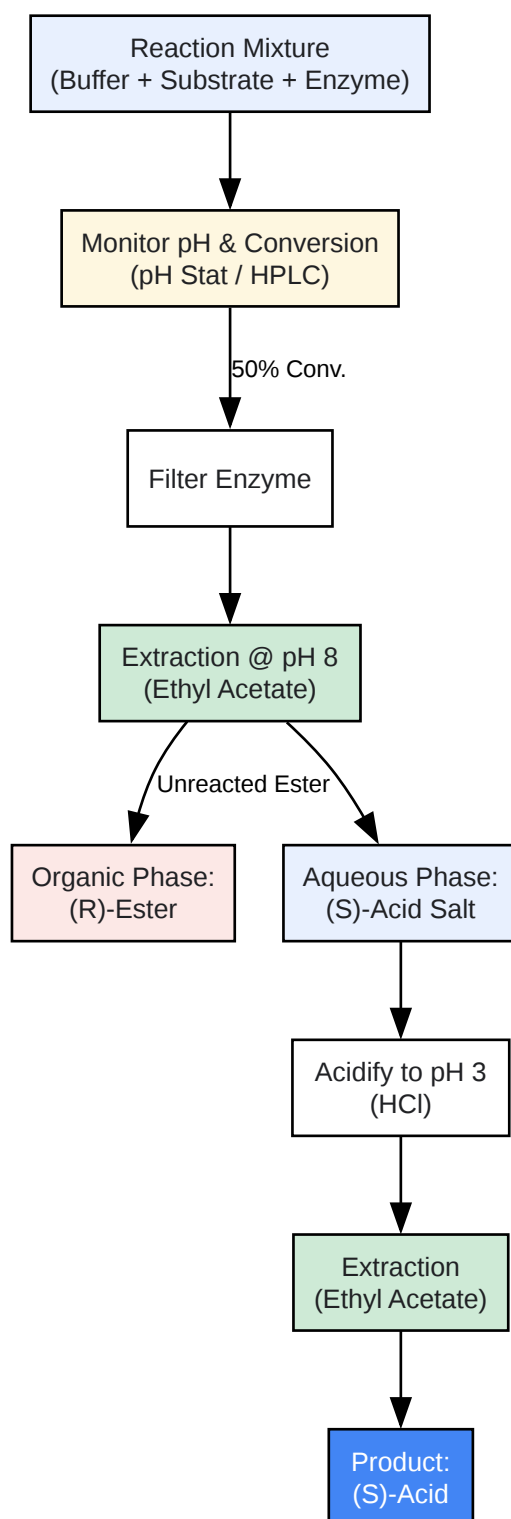 Reaction Mixture
(Buffer + Substrate + Enzyme)
Monitor pH & Conversion
(pH Stat / HPLC)
50% Conv.
Filter Enzyme
Extraction @ pH 8
(Ethyl Acetate)
Unreacted Ester
Organic Phase:
(R)-Ester
Aqueous Phase:
(S)-Acid Salt
Acidify to pH 3
(HCl)
Extraction
(Ethyl Acetate)
Product:
(S)-Acid